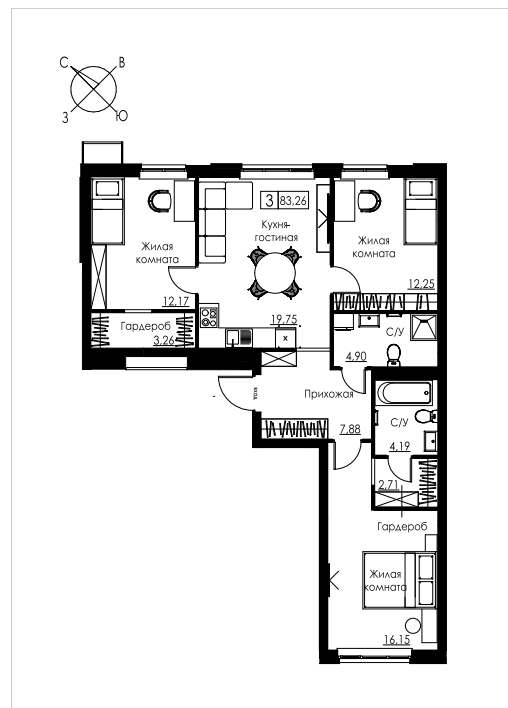 С
В
З
Ю
3 83,26
Кухня-
гостиная
Жилая
комната
Жилая
комната
12.17
12.25
19.75
Гардероб
3.26
С/У
4.90
Прихожая
7.88
С/У
4.19
2.71
Гардероб
Жилая
комната
16.15